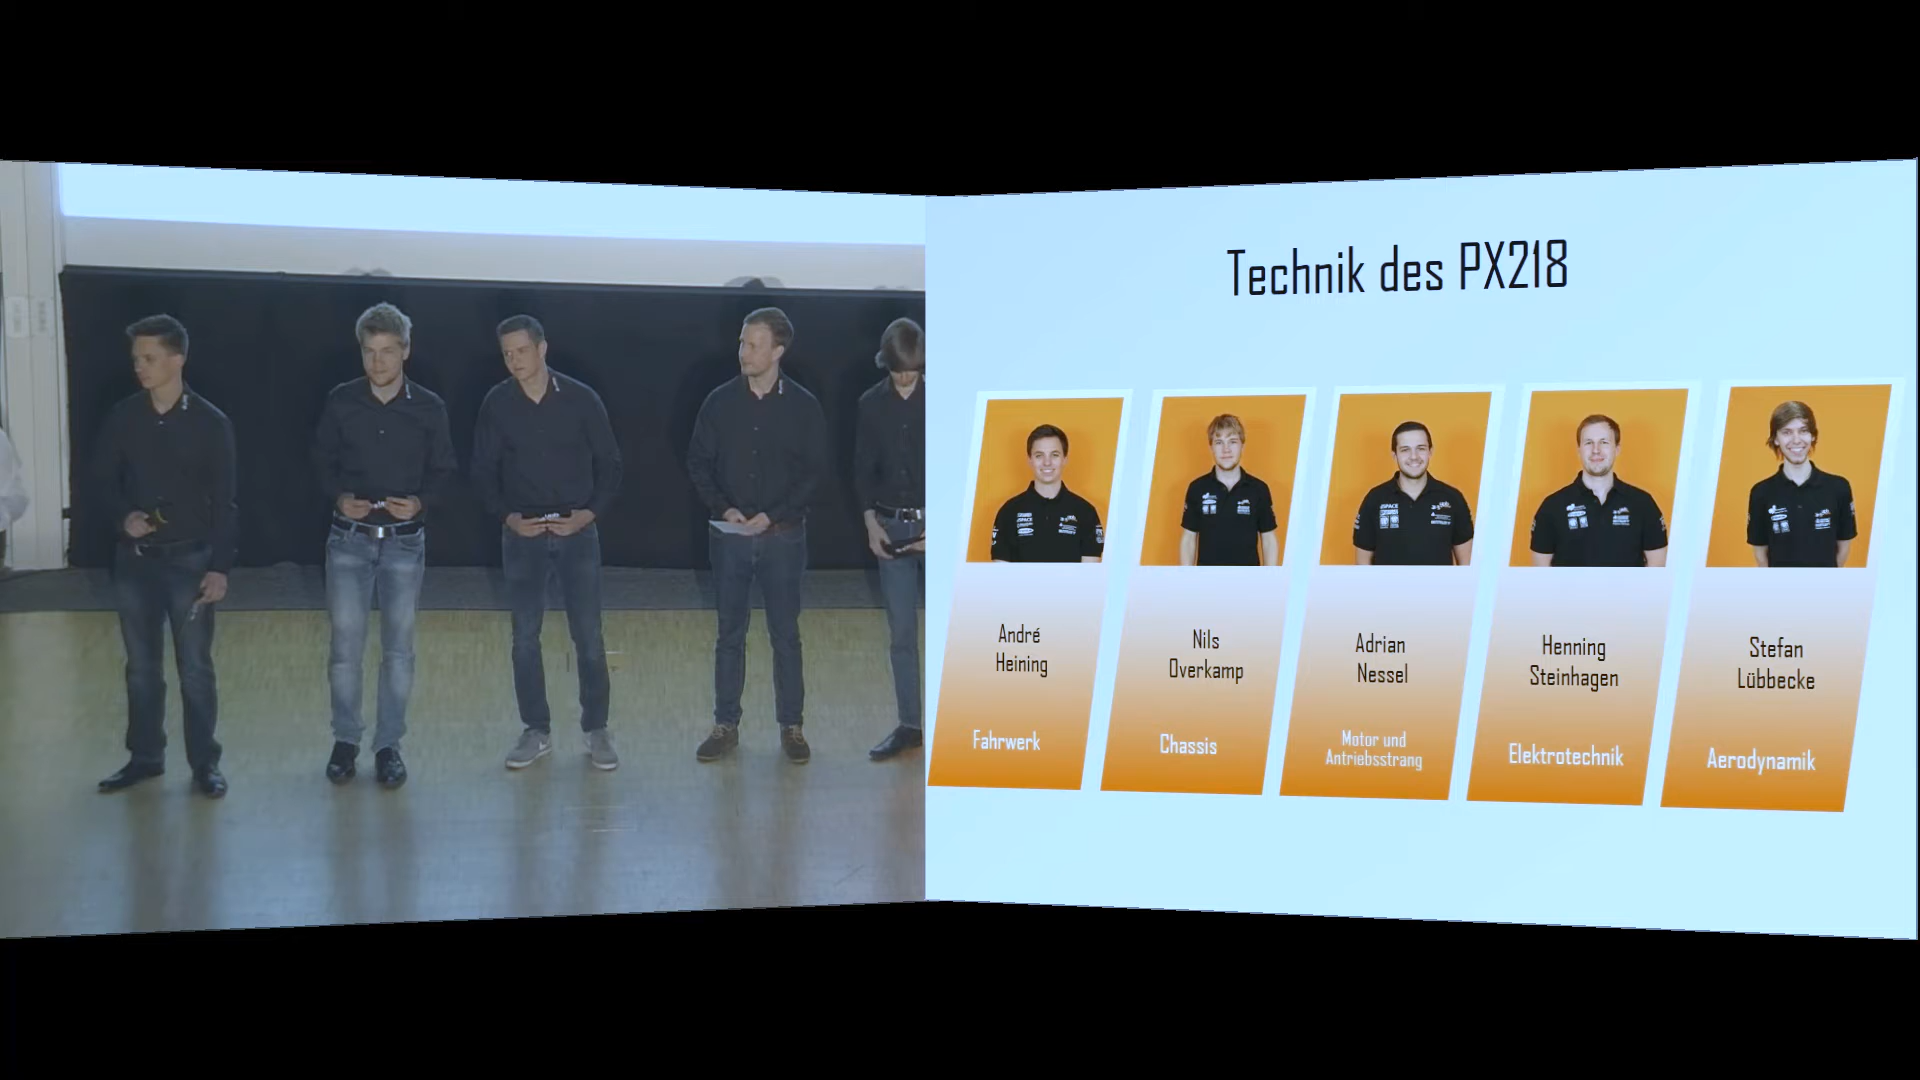 Technik des PX218
André
Heining
Fahrwerk
Nils
Overkamp
Chassis
Adrian
Nessel
Motor und
Antriebsstrang
Henning
Steinhagen
Elektrotechnik
Stefan
Lübbecke
Aerodynamik